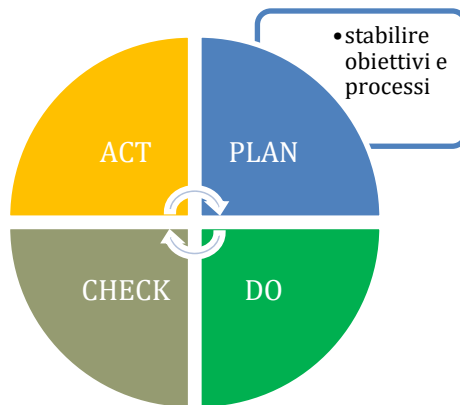 •stabilire
obiettivi e
processi
ACT
PLAN
CHECK
DO